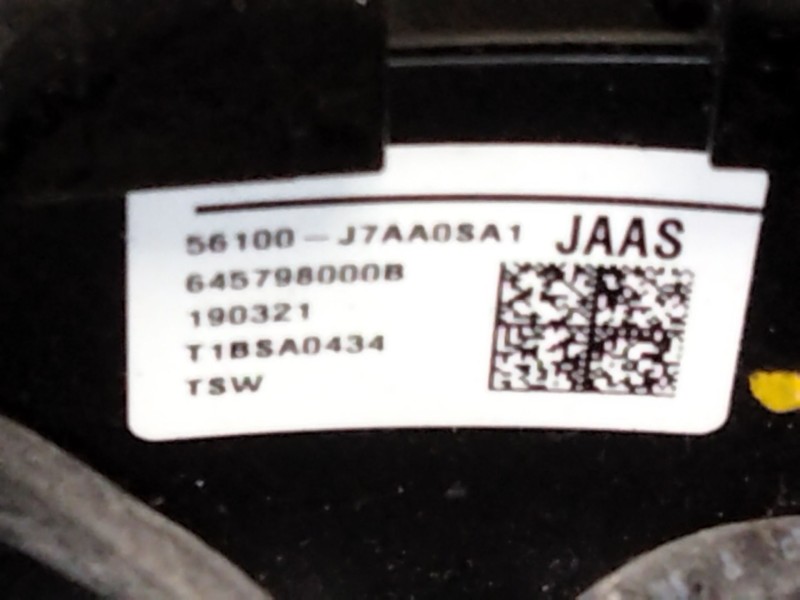 56100-J7AA0SA1 JAAS
645798000B
190321
T1BSA0434
TSW